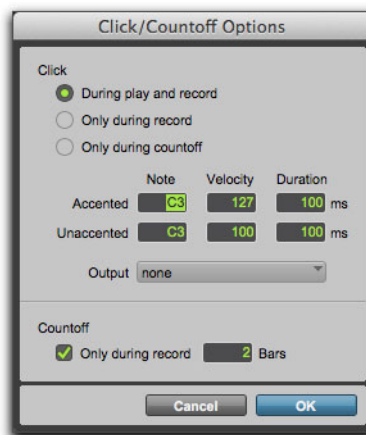 Click/Countoff Options
Click
During play and record
Only during record
Only during countoff
Note Velocity Duration
Accented C3 127 100 ms
Unaccented C3 100 100 ms
Output none
Countoff
Only during record 2 Bars
Cancel OK